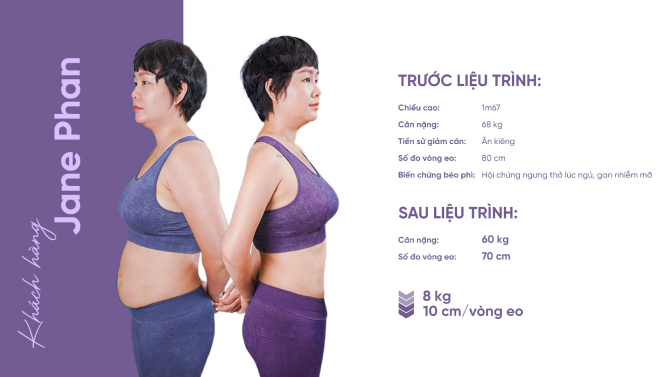 Khách hàng
Jane Phan
TRƯỚC LIỆU TRÌNH:
Chiều cao: 1m67
Cân nặng: 68 kg
Tiền sử giảm cân: Ăn kiêng
Số đo vòng eo: 80 cm
Biến chứng béo phì: Hội chứng ngưng thở lúc ngủ, gan nhiễm mỡ
SAU LIỆU TRÌNH:
Cân nặng: 60 kg
Số đo vòng eo: 70 cm
8 kg
10 cm/vòng eo